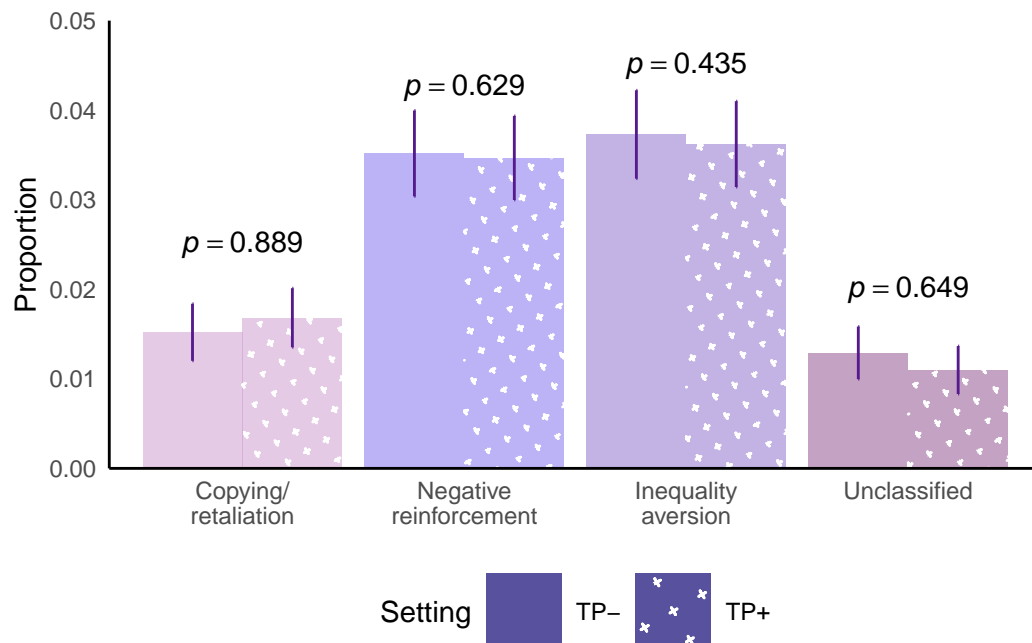 0.05
0.04
0.03
0.02
0.01
0.00
Proportion
p = 0.889
p = 0.629
p = 0.435
p = 0.649
Copying/
retaliation
Negative
reinforcement
Inequality
aversion
Unclassified
Setting TP− TP+